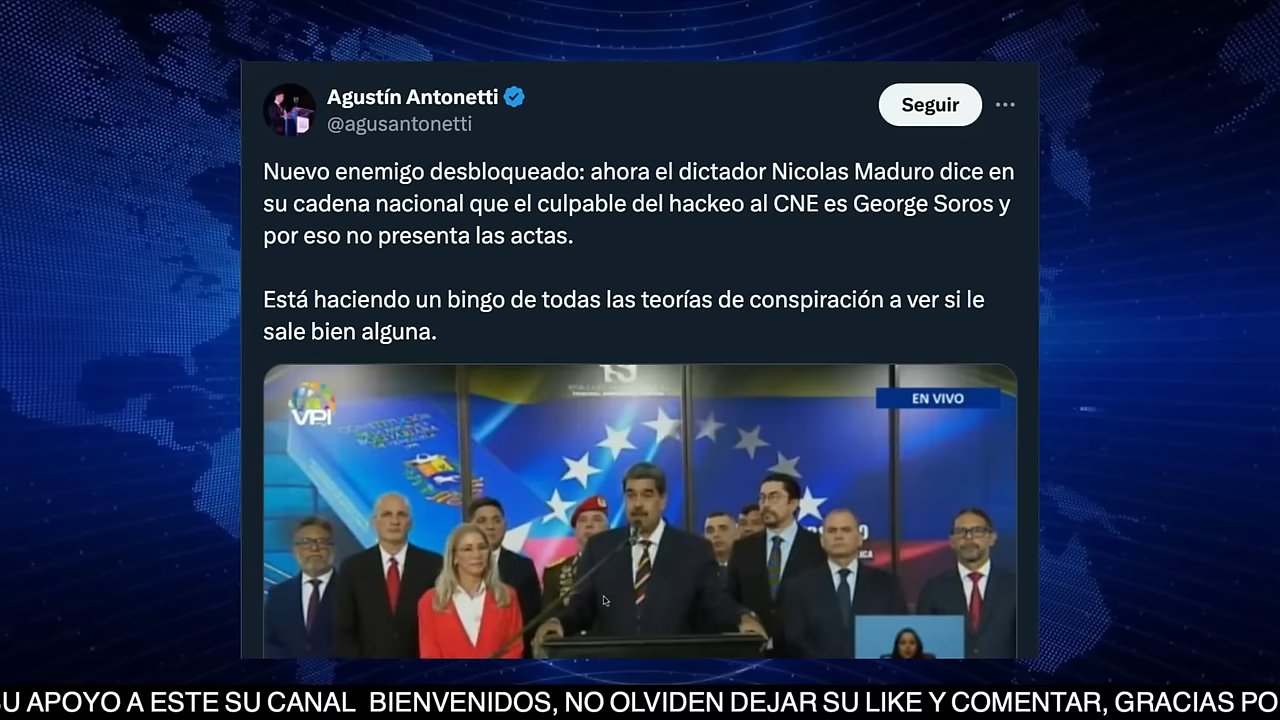 Agustín Antonetti
@agusantonetti
Seguir
Nuevo enemigo desbloqueado: ahora el dictador Nicolas Maduro dice en
su cadena nacional que el culpable del hackeo al CNE es George Soros y
por eso no presenta las actas.
Está haciendo un bingo de todas las teorías de conspiración a ver si le
sale bien alguna.
VPI
EN VIVO
SU APOYO A ESTE SU CANAL BIENVENIDOS, NO OLVIDEN DEJAR SU LIKE Y COMENTAR, GRACIAS PO